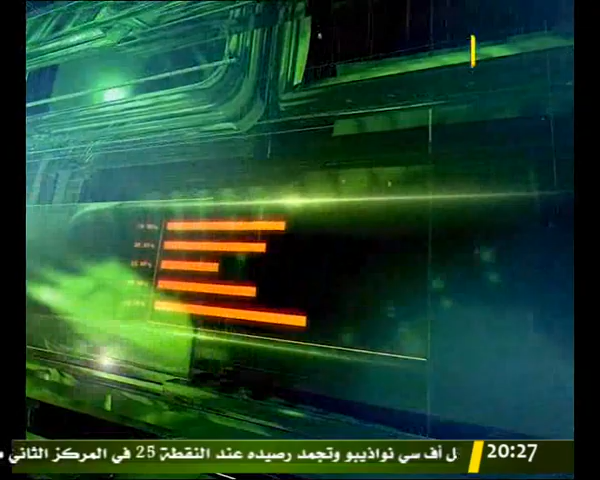 أف سي نواذيبو وتجمد رصيده عند النقطة 25 في المركز الثاني
20:27